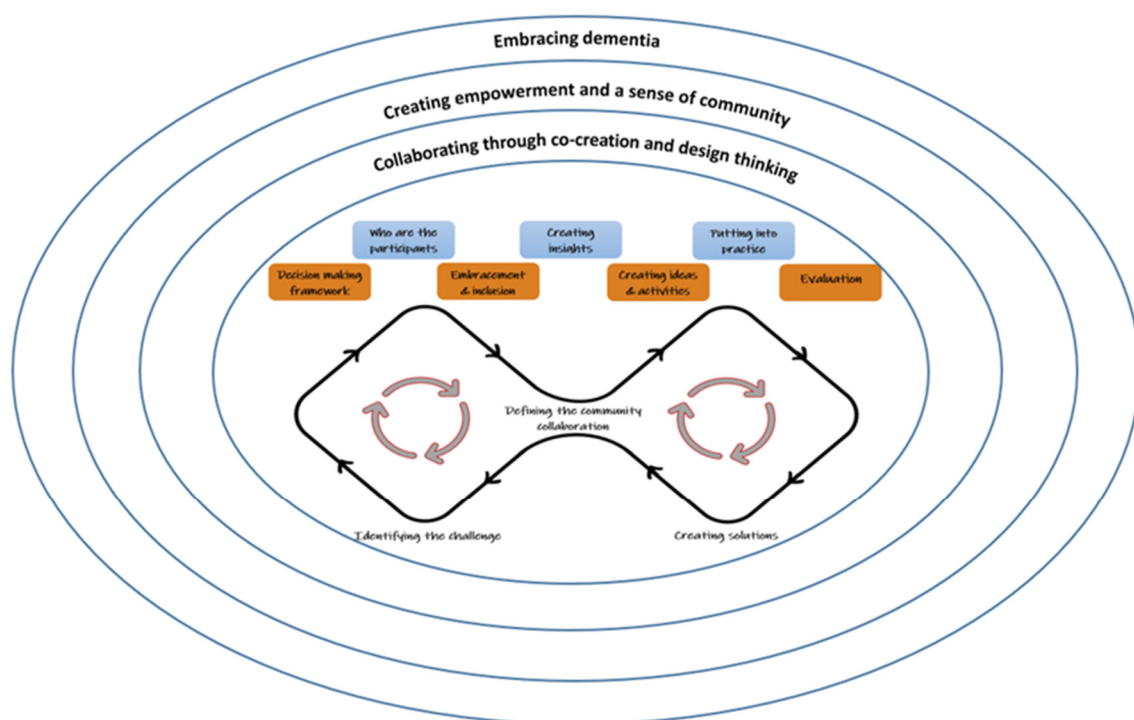 Embracing dementia
Creating empowerment and a sense of community
Collaborating through co-creation and design thinking
Who are the
participants
Creating
insights
Putting into
practice
Decision making
framework
Embracement
& inclusion
Creating ideas
& activities
Evaluation
Defining the community
collaboration
Identifying the challenge
Creating solutions